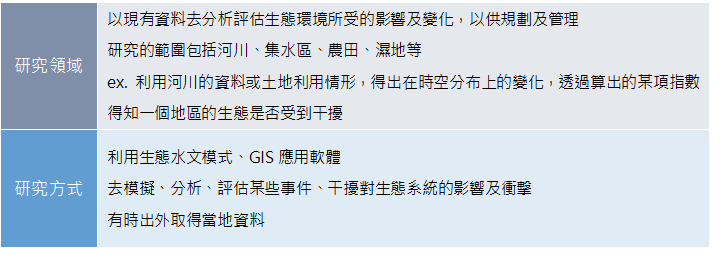 研究領域
以現有資料去分析評估生態環境所受的影響及變化，以供規劃及管理
研究的範圍包括河川、集水區、農田、濕地等
ex. 利用河川的資料或土地利用情形，得出在時空分布上的變化，透過算出的某項指數
得知一個地區的生態是否受到干擾
研究方式
利用生態水文模式、GIS 應用軟體
去模擬、分析、評估某些事件、干擾對生態系統的影響及衝擊
有時出外取得當地資料